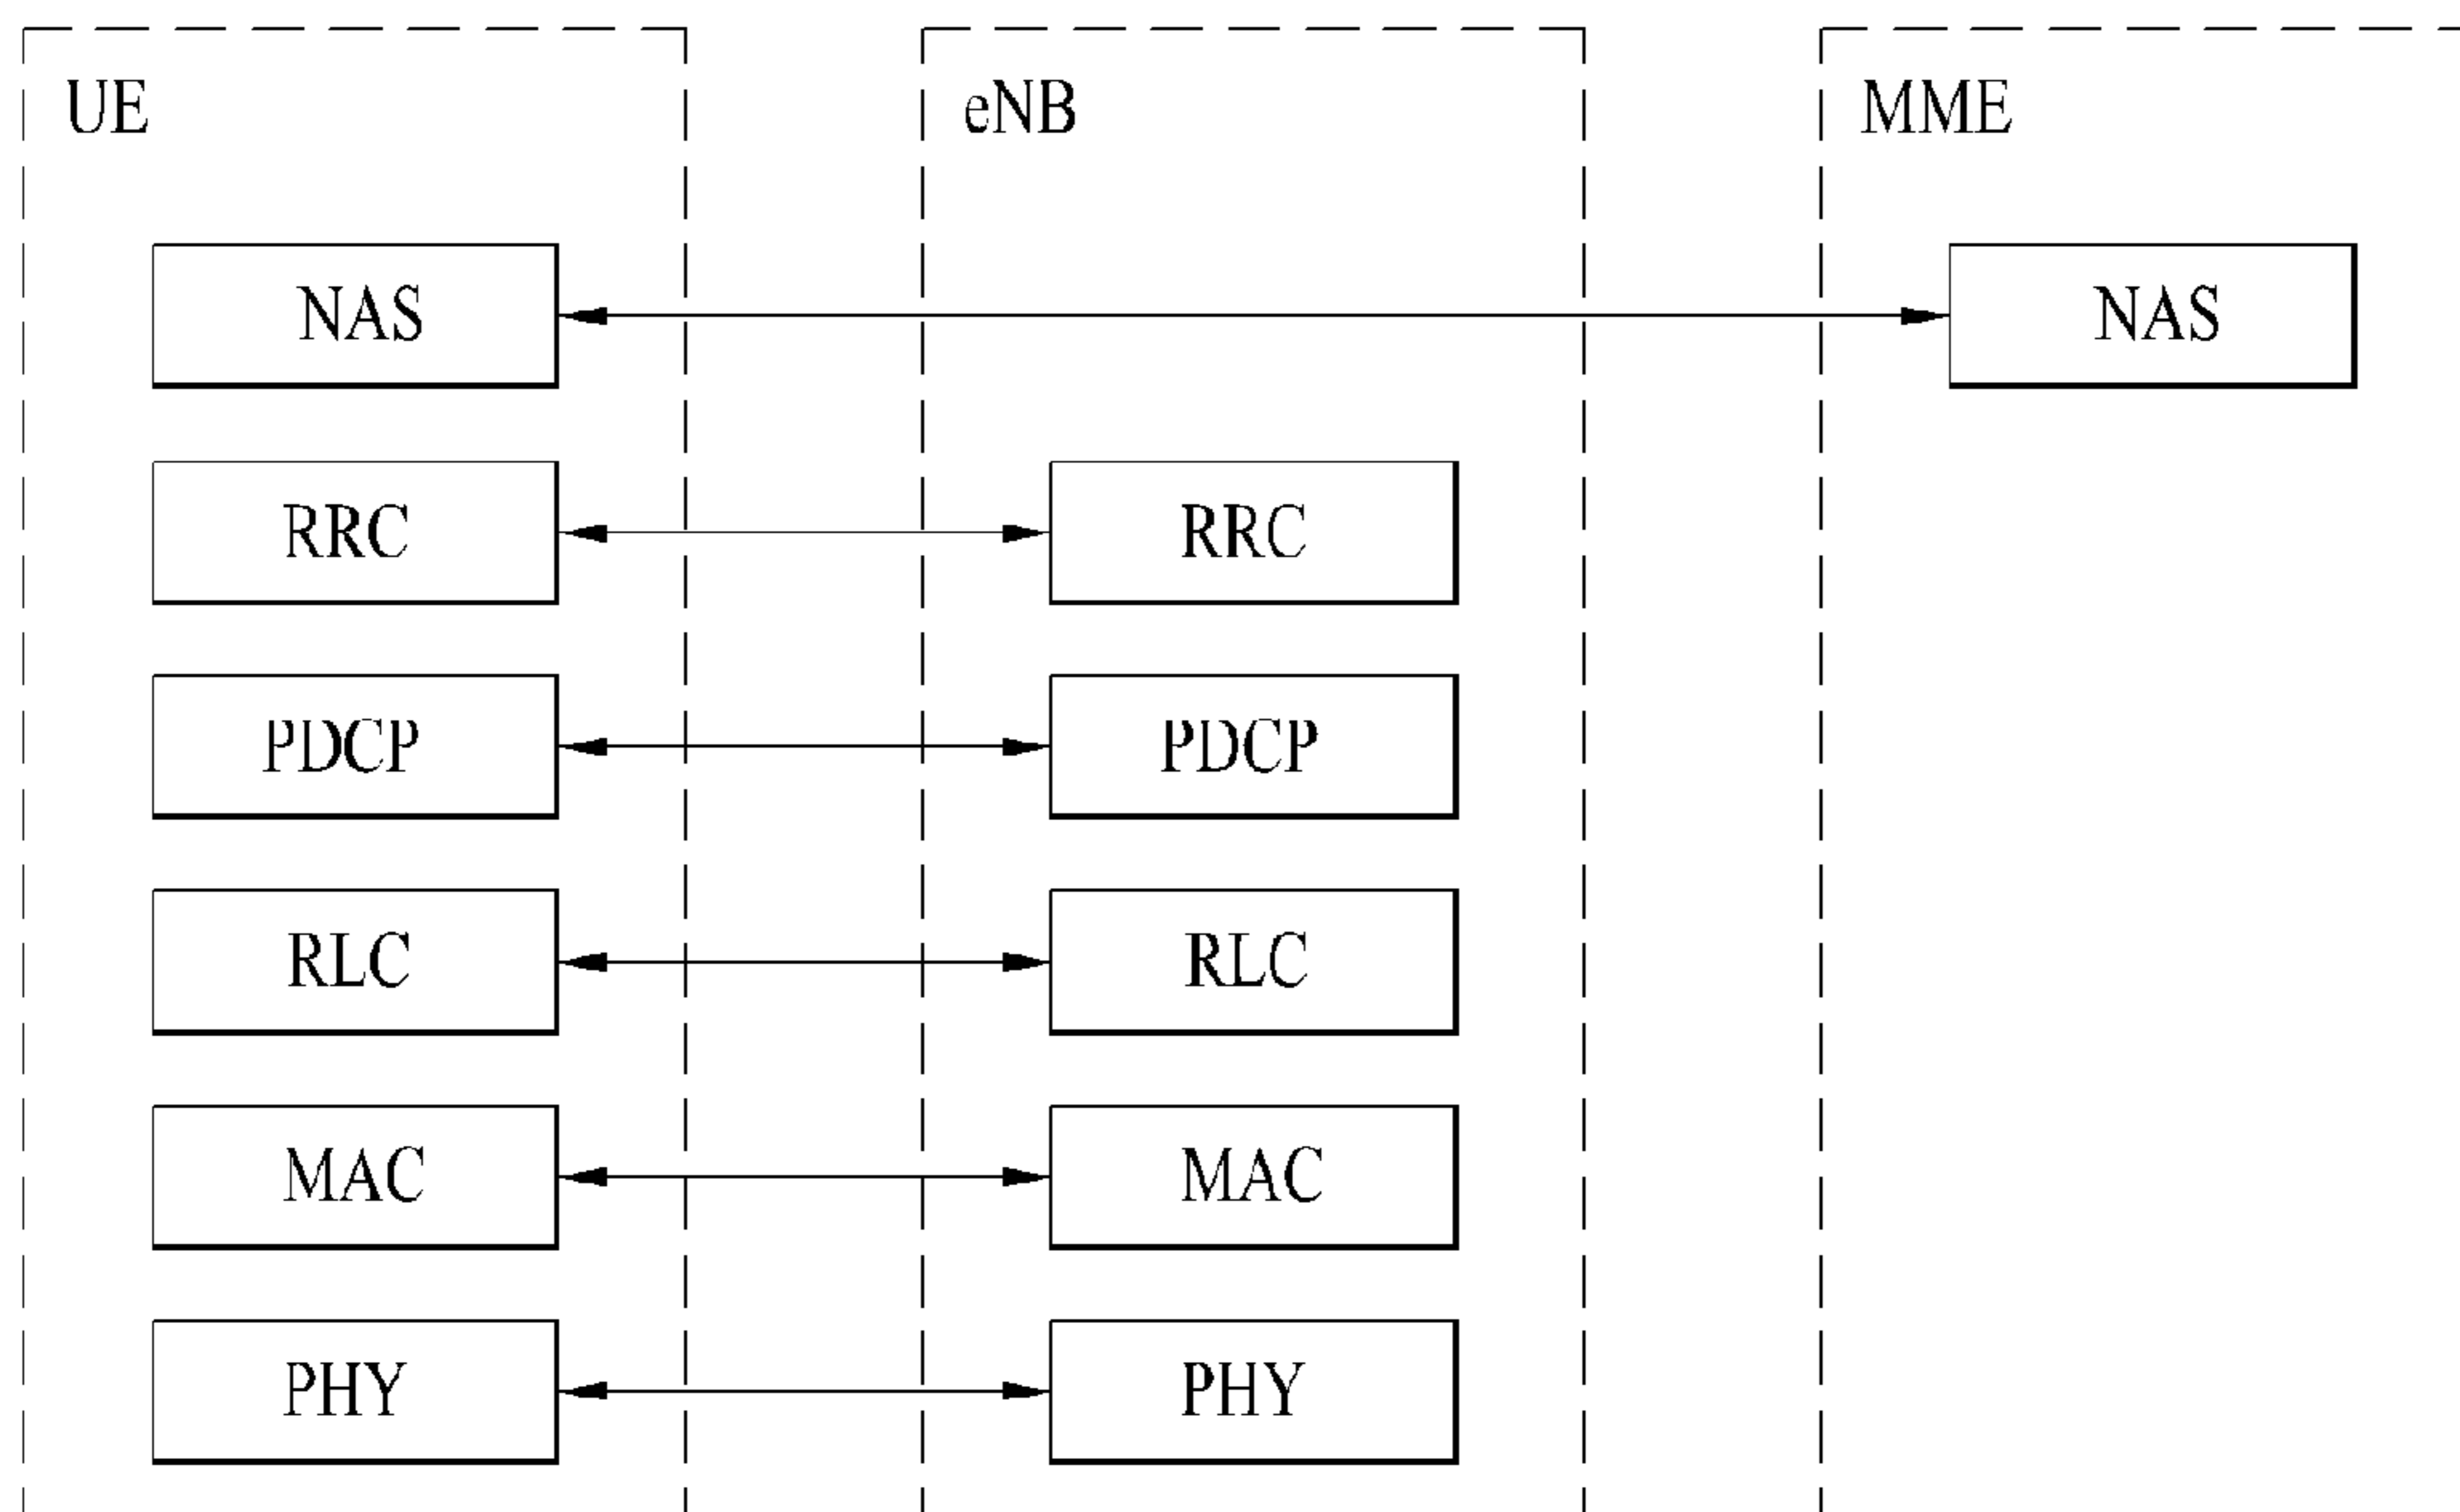 UE eNB MME
NAS NAS
RRC RRC
PDCP PDCP
RLC RLC
MAC MAC
PHY PHY